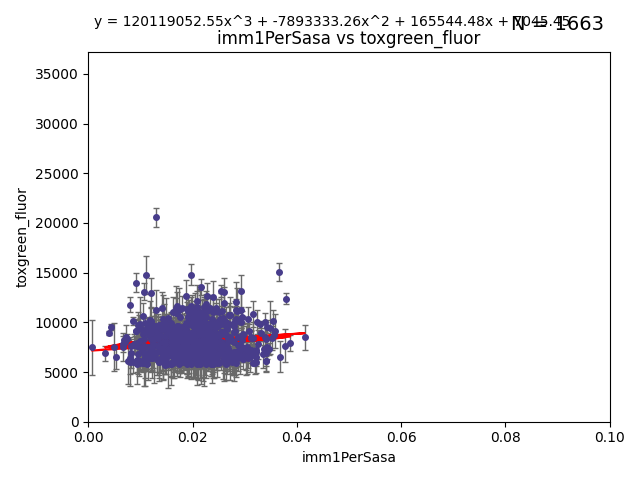 y = 120119052.55x^3 + -7893333.26x^2 + 165544.48x + 7045.45
N = 1663
imm1PerSasa vs toxgreen_fluor
35000
30000
25000
20000
15000
10000
5000
0
toxgreen_fluor
0.00 0.02 0.04 0.06 0.08 0.10
imm1PerSasa